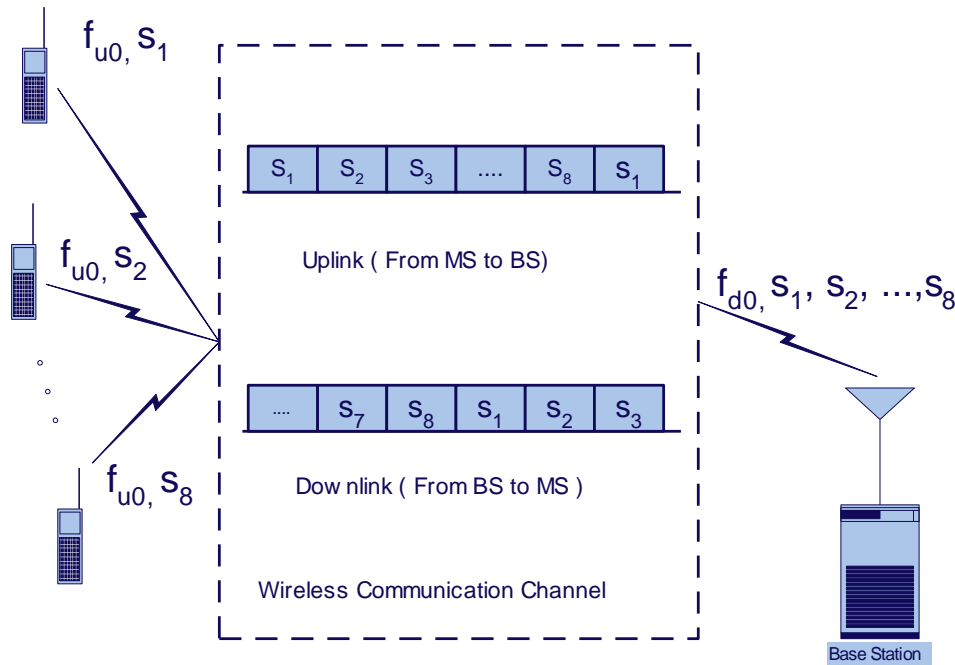 fu0, s1
S1 S2 S3 .... S8 s1
Uplink ( From MS to BS)
fu0, s2
fd0, s1, s2, ...,s8
.... s7 s8 s1 s2 s3
fu0, s8
Dow nlink ( From BS to MS )
Wireless Communication Channel
Base Station